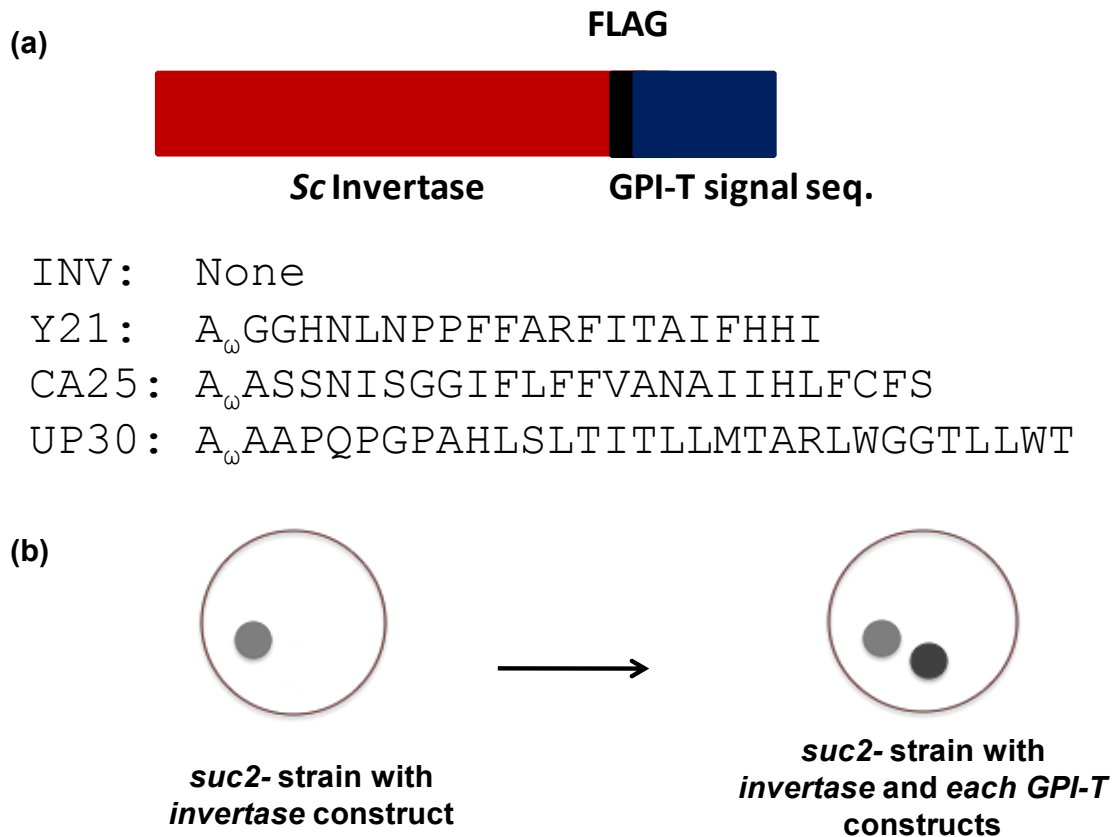 (a)
FLAG
Sc Invertase
GPI-T signal seq.
INV: None
Y21: AωGGHNLNPPFFARFITAIFHHI
CA25: AωASSNISGGIFLFFVANAIIHLFCFS
UP30: AωAAPQPGPAHLSLTITLLMTARLWGGTLLWT
(b)
suc2- strain with
invertase construct
suc2- strain with
invertase and each GPI-T
constructs